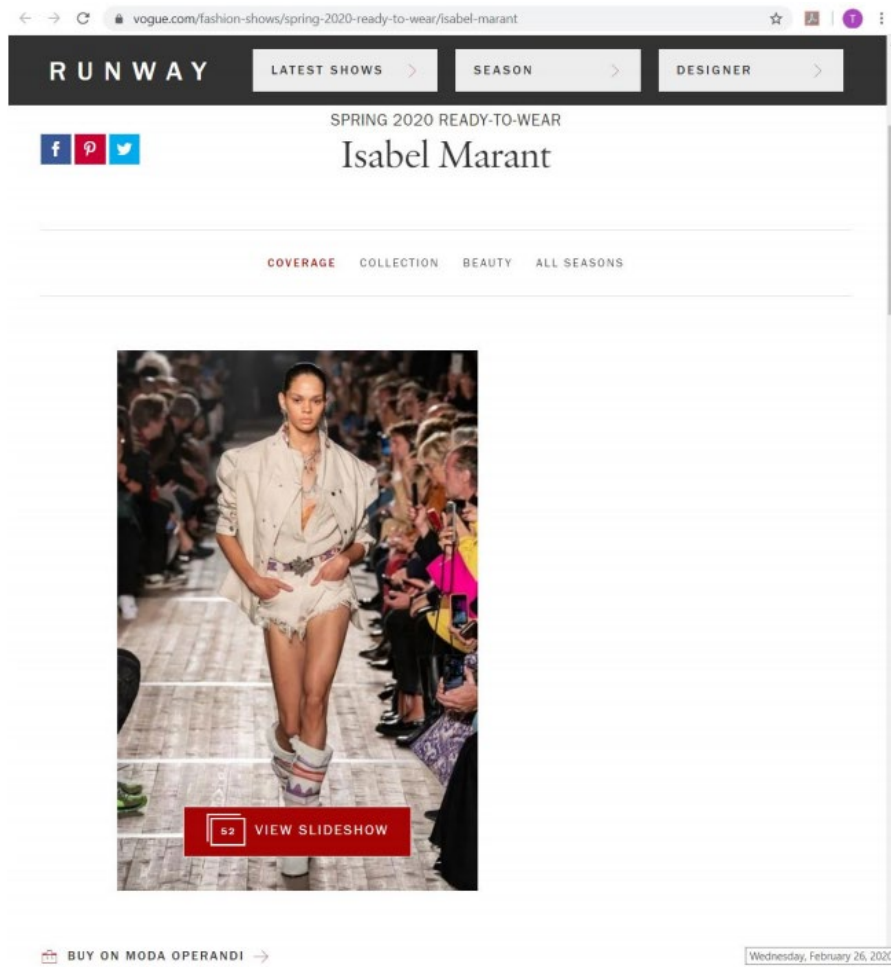 vogue.com/fashion-shows/spring-2020-ready-to-wear/isabel-marant
T
RUNWAY
LATEST SHOWS
SEASON
DESIGNER
SPRING 2020 READY-TO-WEAR
f
Isabel Marant
COVERAGE COLLECTION BEAUTY ALL SEASONS
52 VIEW SLIDESHOW
BUY ON MODA OPERANDI
Wednesday, February 26, 2020